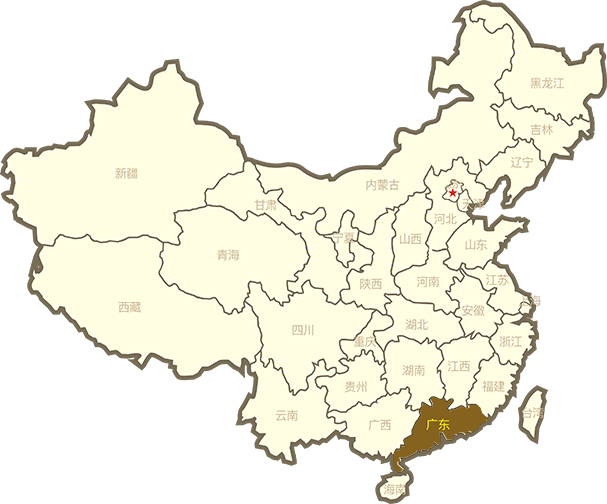 黑龙江
吉林
辽宁
新疆
内蒙古
甘肃
天津
河北
宁夏
山西
山东
青海
陕西
河南
江苏
西藏
安徽
上海
四川
湖北
重庆
浙江
湖南
江西
贵州
福建
云南
广西
广东
台湾
海南